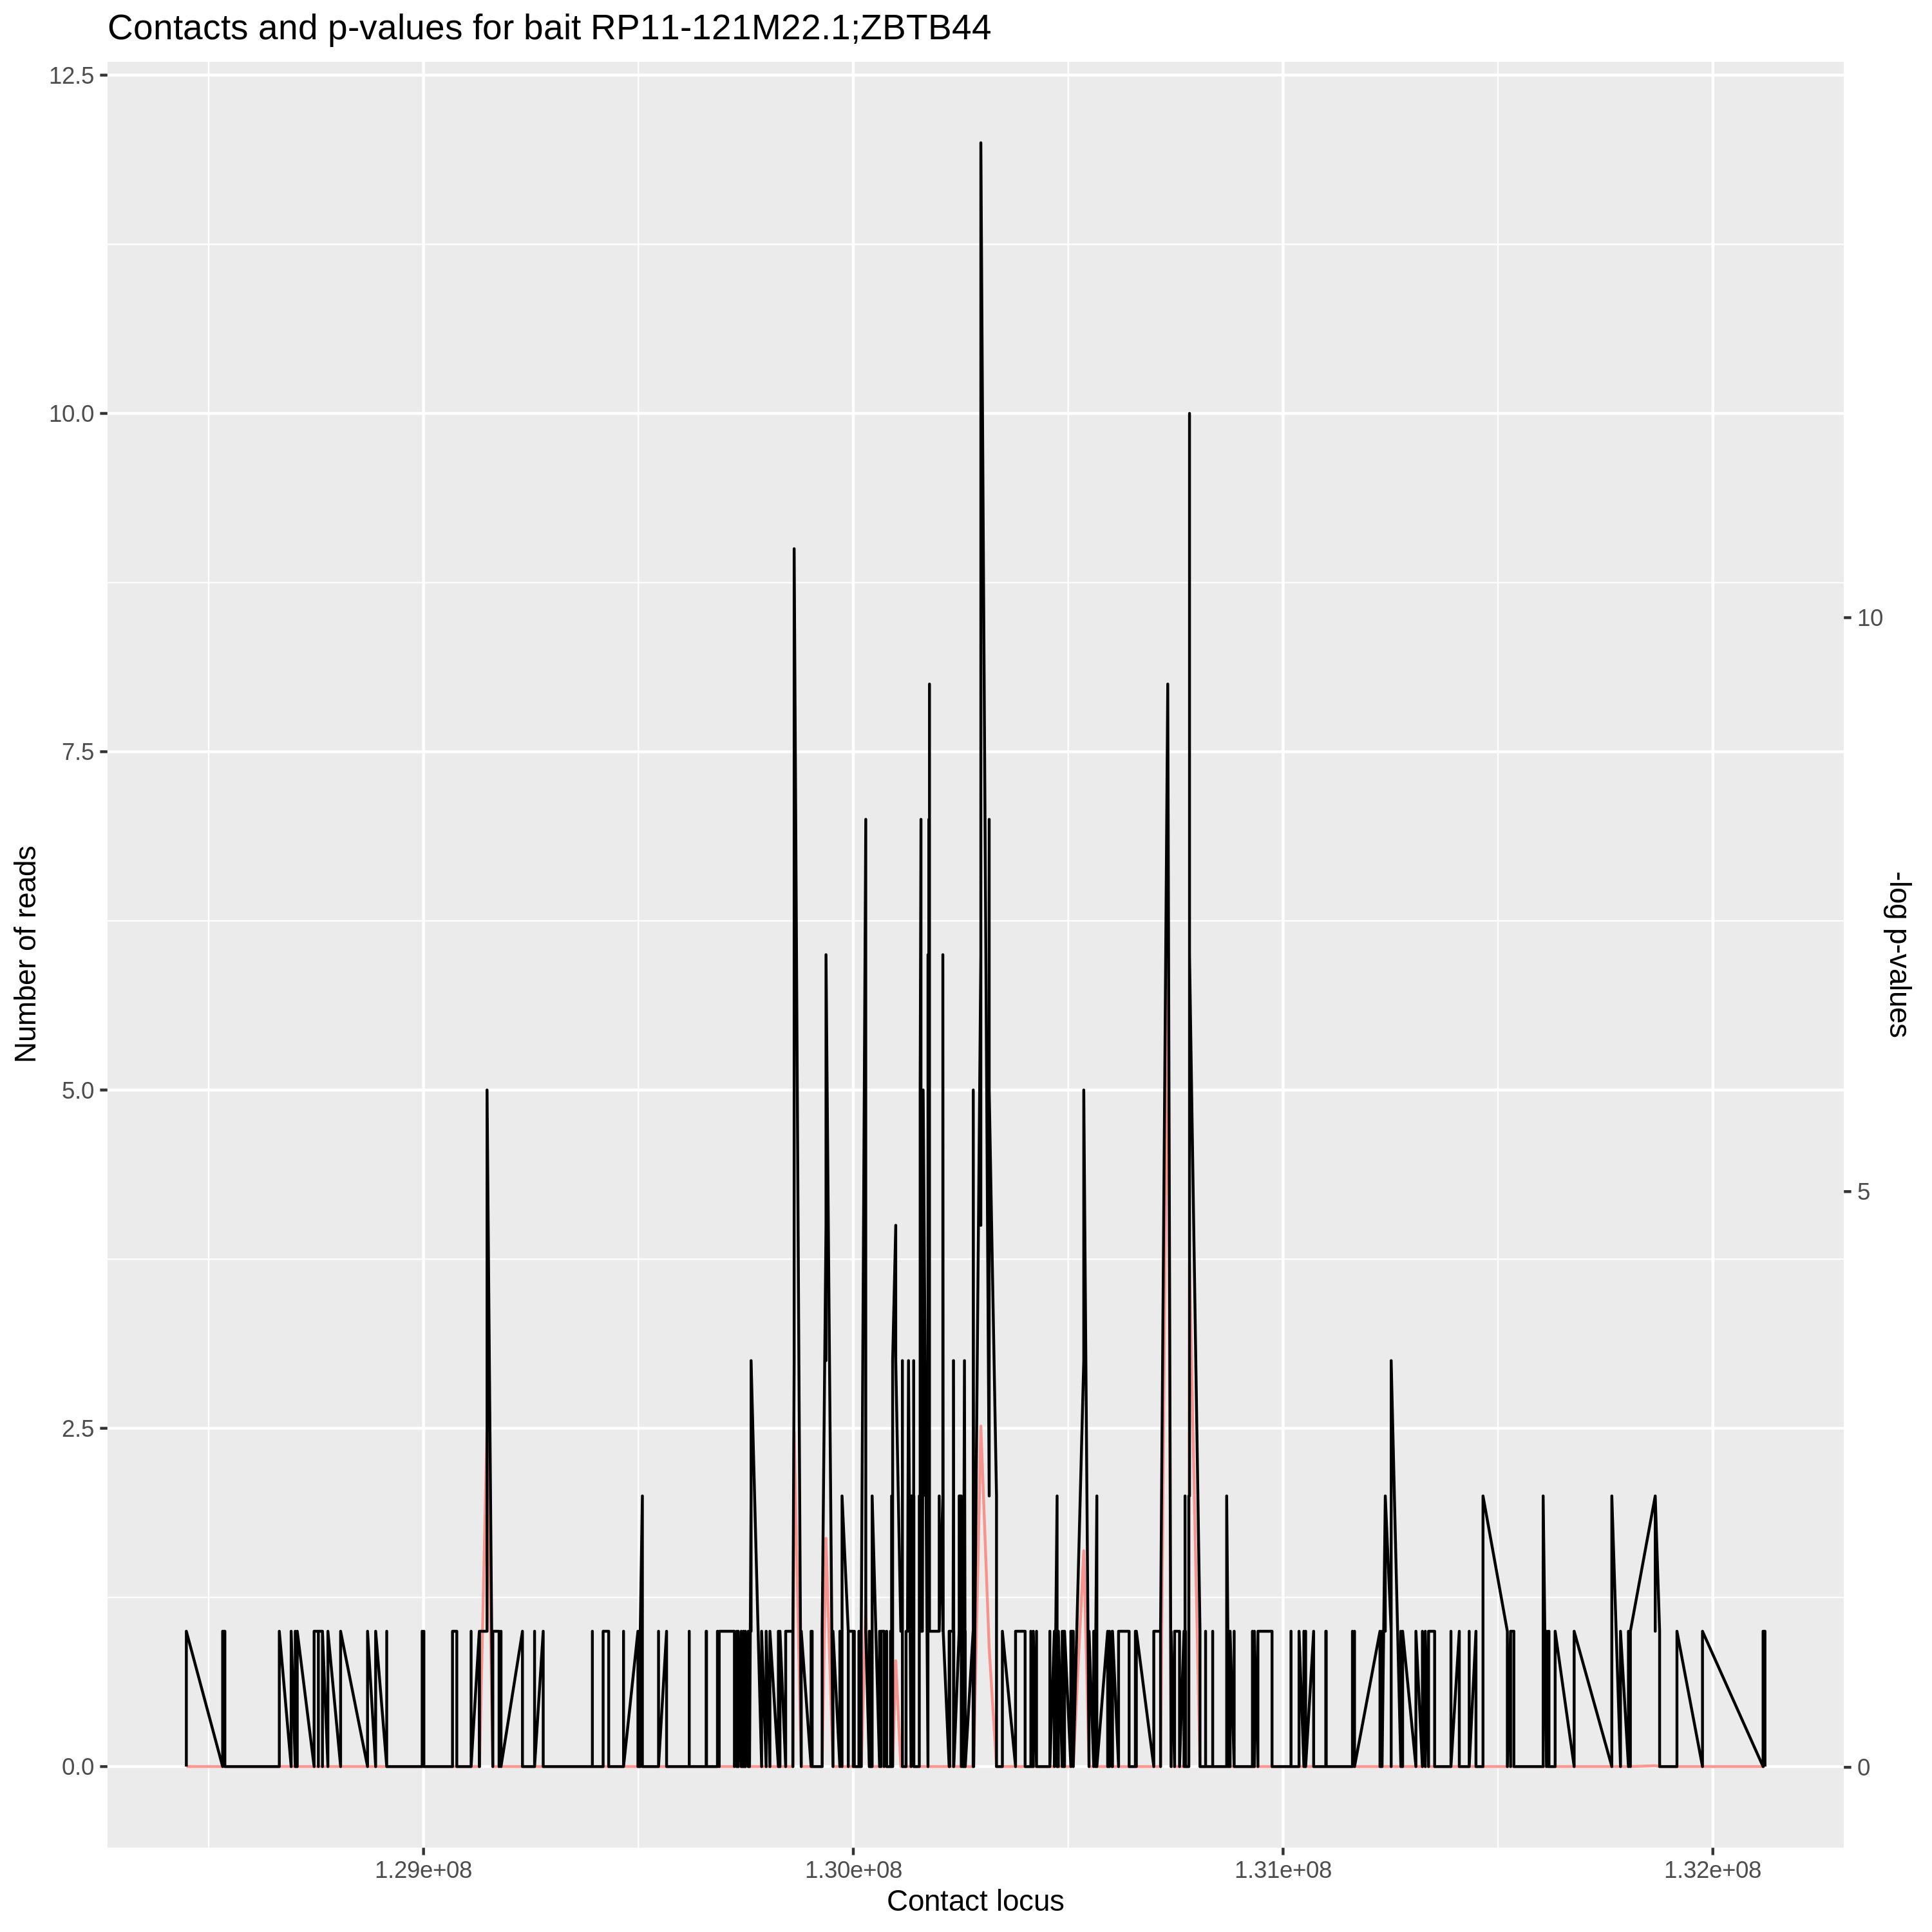 Contacts and p-values for bait RP11-121M22.1;ZBTB44
12.5
10.0
7.5
5.0
2.5
0.0
Number of reads
10
5
0
-log p-values
1.29e+08
1.30e+08
1.31e+08
1.32e+08
Contact locus